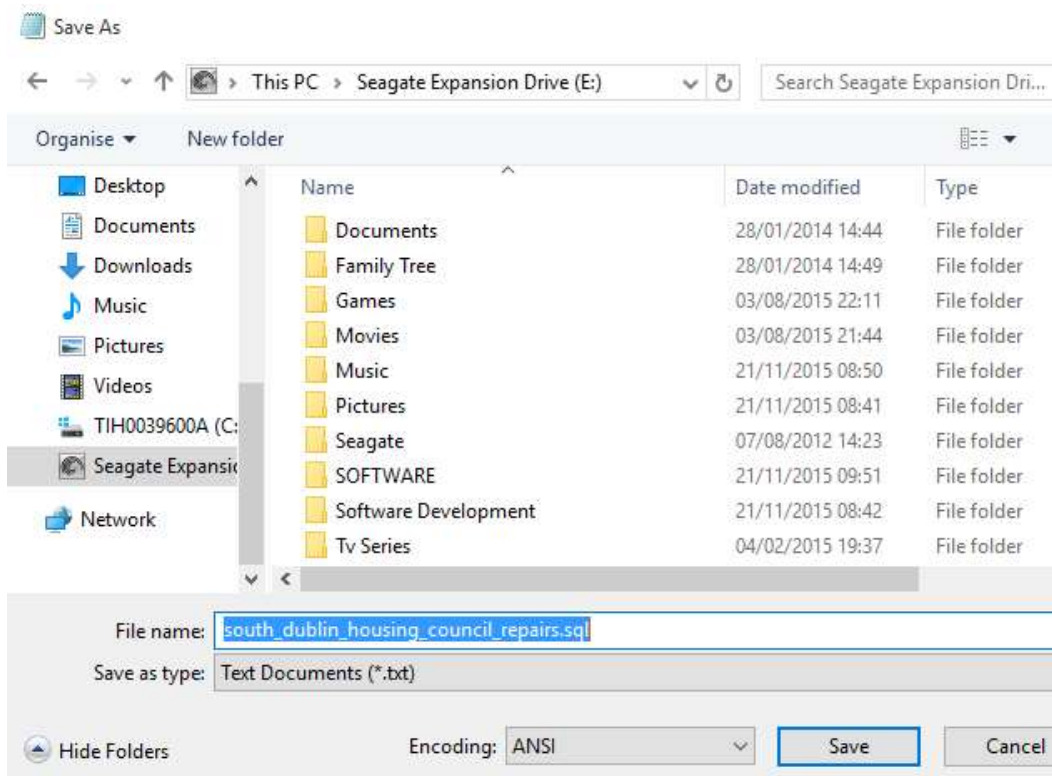 Save As
This PC > Seagate Expansion Drive (E:)
Search Seagate Expansion Dri...
Organise
New folder
Desktop
Documents
Downloads
Music
Pictures
Videos
TIH0039600A (C:
Seagate Expansio
Network
Name Date modified Type
Documents 28/01/2014 14:44 File folder
Family Tree 28/01/2014 14:49 File folder
Games 03/08/2015 22:11 File folder
Movies 03/08/2015 21:44 File folder
Music 21/11/2015 08:50 File folder
Pictures 21/11/2015 08:41 File folder
Seagate 07/08/2012 14:23 File folder
SOFTWARE 21/11/2015 09:51 File folder
Software Development 21/11/2015 08:42 File folder
Tv Series 04/02/2015 19:37 File folder
File name: south_dublin_housing_council_repairs.sql
Save as type: Text Documents (*.txt)
Hide Folders
Encoding: ANSI
Save
Cancel